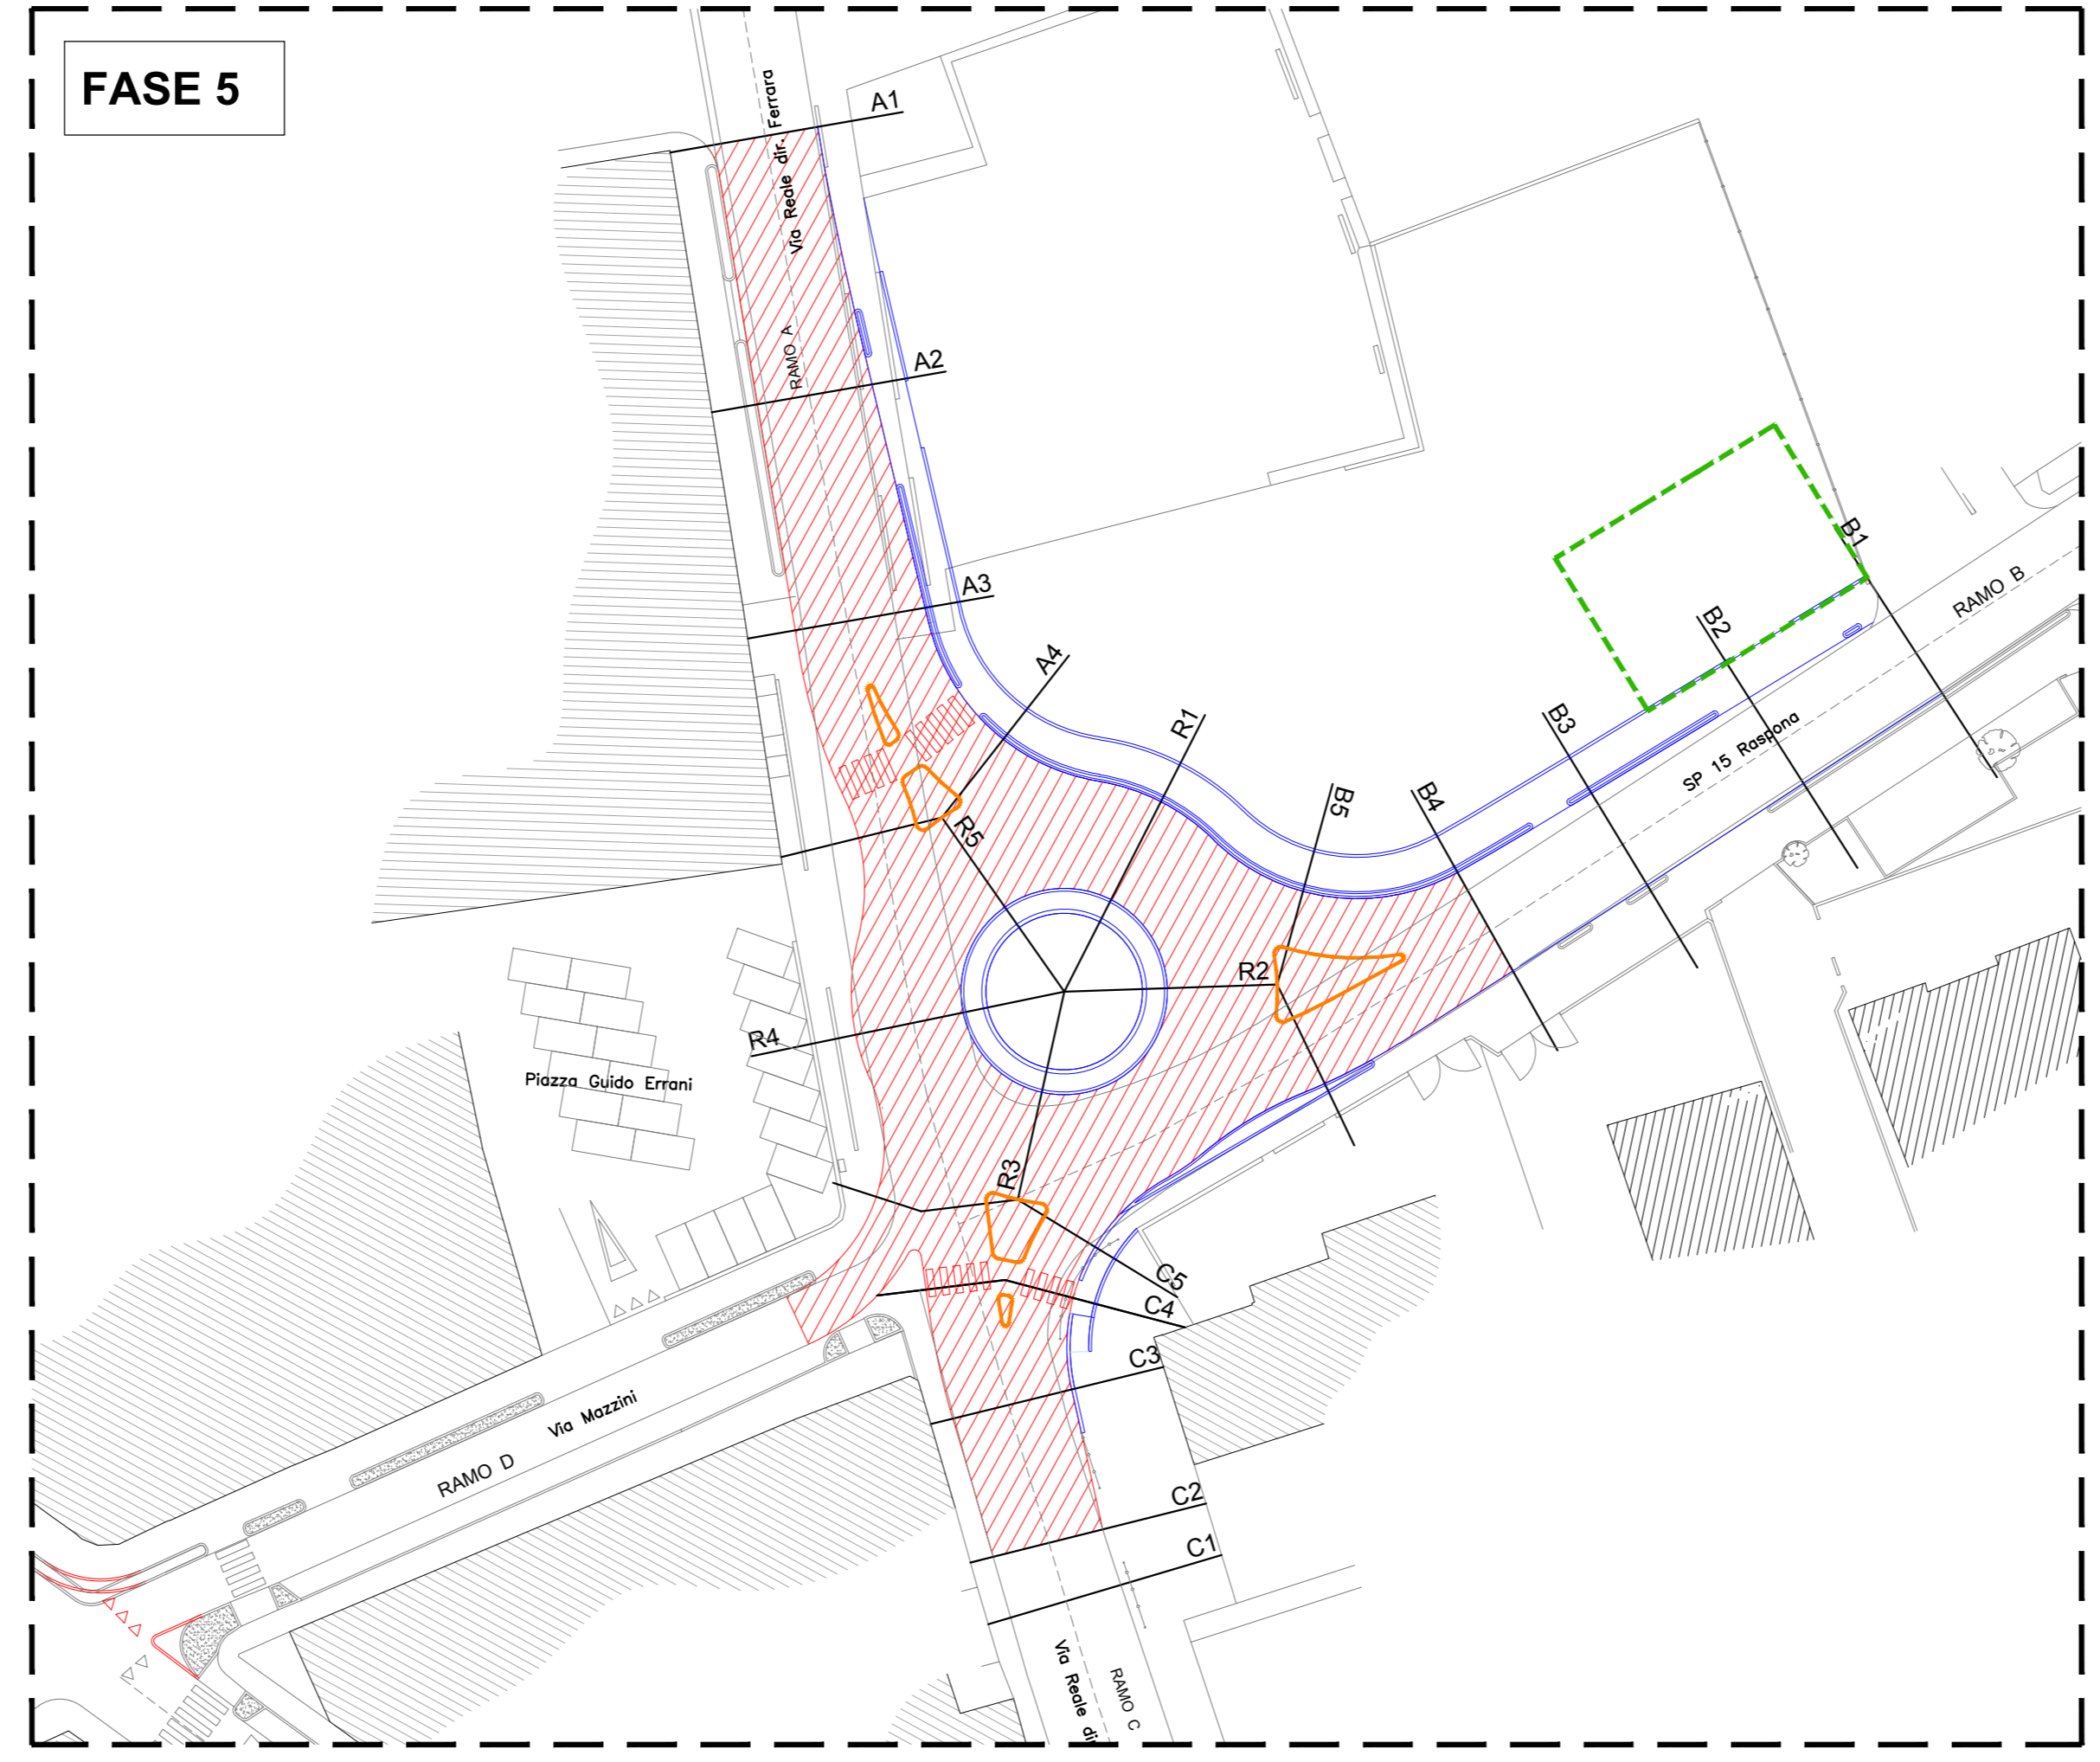 FASE 5
A1
Via Reale dir. Ferrara
RAMO A
A2
A3
A4
R1
B1
RAMO B
B2
B3
SP 15 Raspona
B4
B5
R5
R2
R4
Piazza Guido Errani
R3
C5
C4
C3
Via Mazzini
RAMO D
C2
C1
Via Reale dir
RAMO C